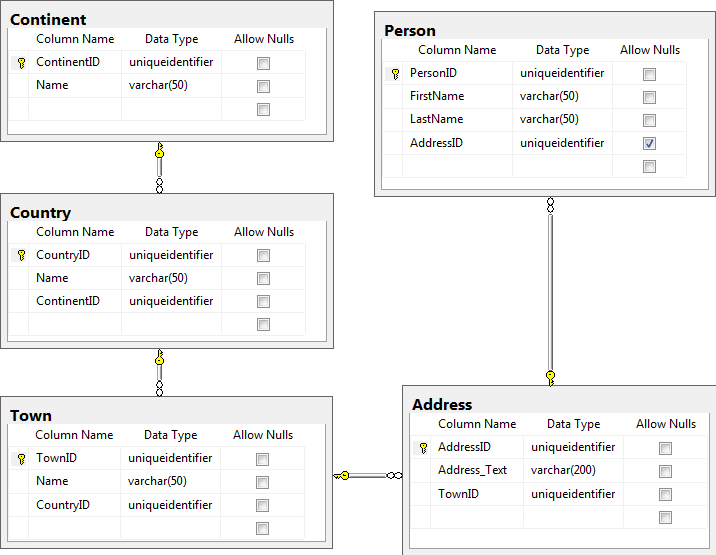 Continent
Column Name Data Type Allow Nulls
ContinentID uniqueidentifier
Name varchar(50)
Person
Column Name Data Type Allow Nulls
PersonID uniqueidentifier
FirstName varchar(50)
LastName varchar(50)
AddressID uniqueidentifier
Country
Column Name Data Type Allow Nulls
CountryID uniqueidentifier
Name varchar(50)
ContinentID uniqueidentifier
Town
Column Name Data Type Allow Nulls
TownID uniqueidentifier
Name varchar(50)
CountryID uniqueidentifier
Address
Column Name Data Type Allow Nulls
AddressID uniqueidentifier
Address_Text varchar(200)
TownID uniqueidentifier